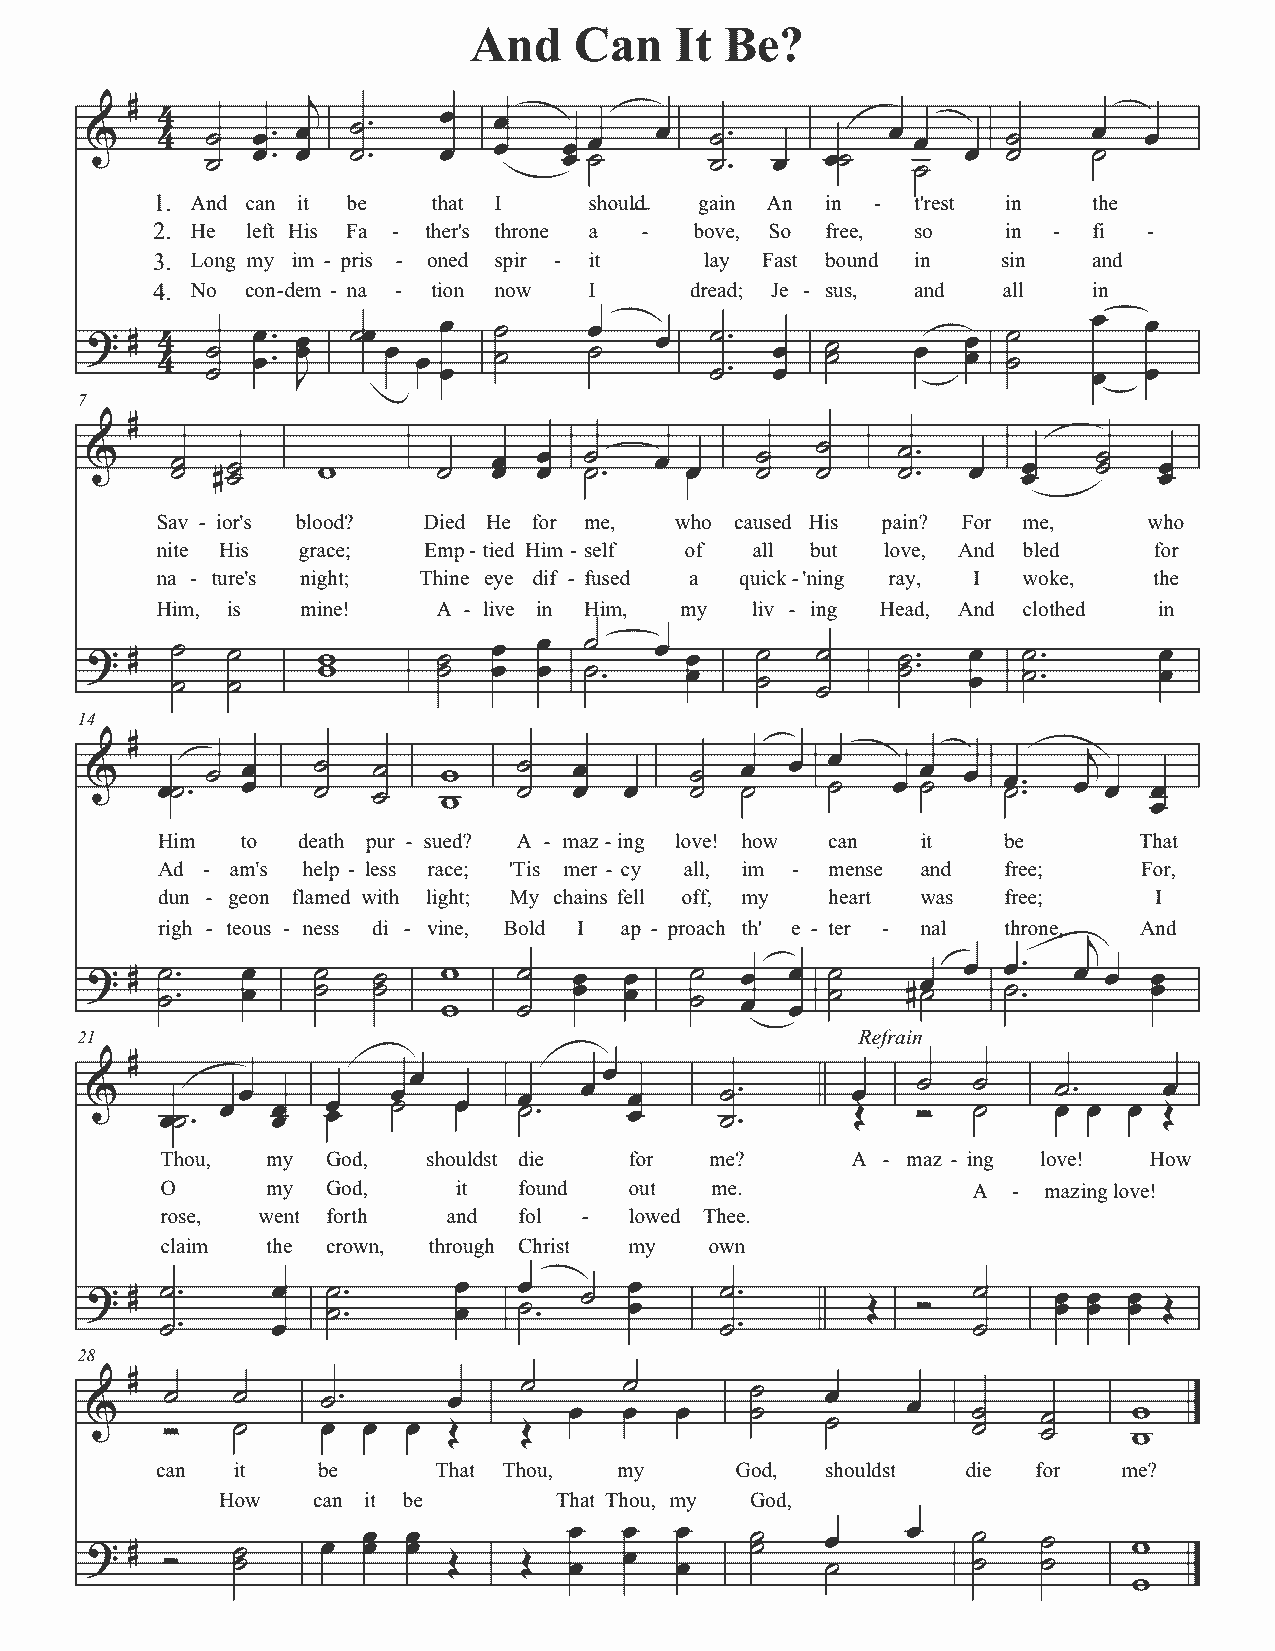 And Can It Be?
1. And can it be that I should gain An in - t'rest in the
2. He left His Fa - ther's throne a - bove, So free, so in - fi -
3. Long my im - pris - oned spir - it lay Fast bound in sin and
4. No con-dem - na - tion now I dread; Je - sus, and all in
7
Sav - ior's blood? Died He for me, who caused His pain? For me, who
nite His grace; Emp - tied Him - self of all but love, And bled for
na - ture's night; Thine eye dif - fused a quick - 'ning ray, I woke, the
Him, is mine! A - live in Him, my liv - ing Head, And clothed in
14
Him to death pur - sued? A - maz - ing love! how can it be That
Ad - am's help - less race; 'Tis mer - cy all, im - mense and free; For,
dun - geon flamed with light; My chains fell off, my heart was free; I
righ - teous - ness di - vine, Bold I ap - proach th' e - ter - nal throne, And
21
Refrain
Thou, my God, shouldst die for me? A - maz - ing love! How
O my God, it found out me. A - mazing love!
rose, went forth and fol - lowed Thee.
claim the crown, through Christ my own
28
can it be That Thou, my God, shouldst die for me?
How can it be That Thou, my God,